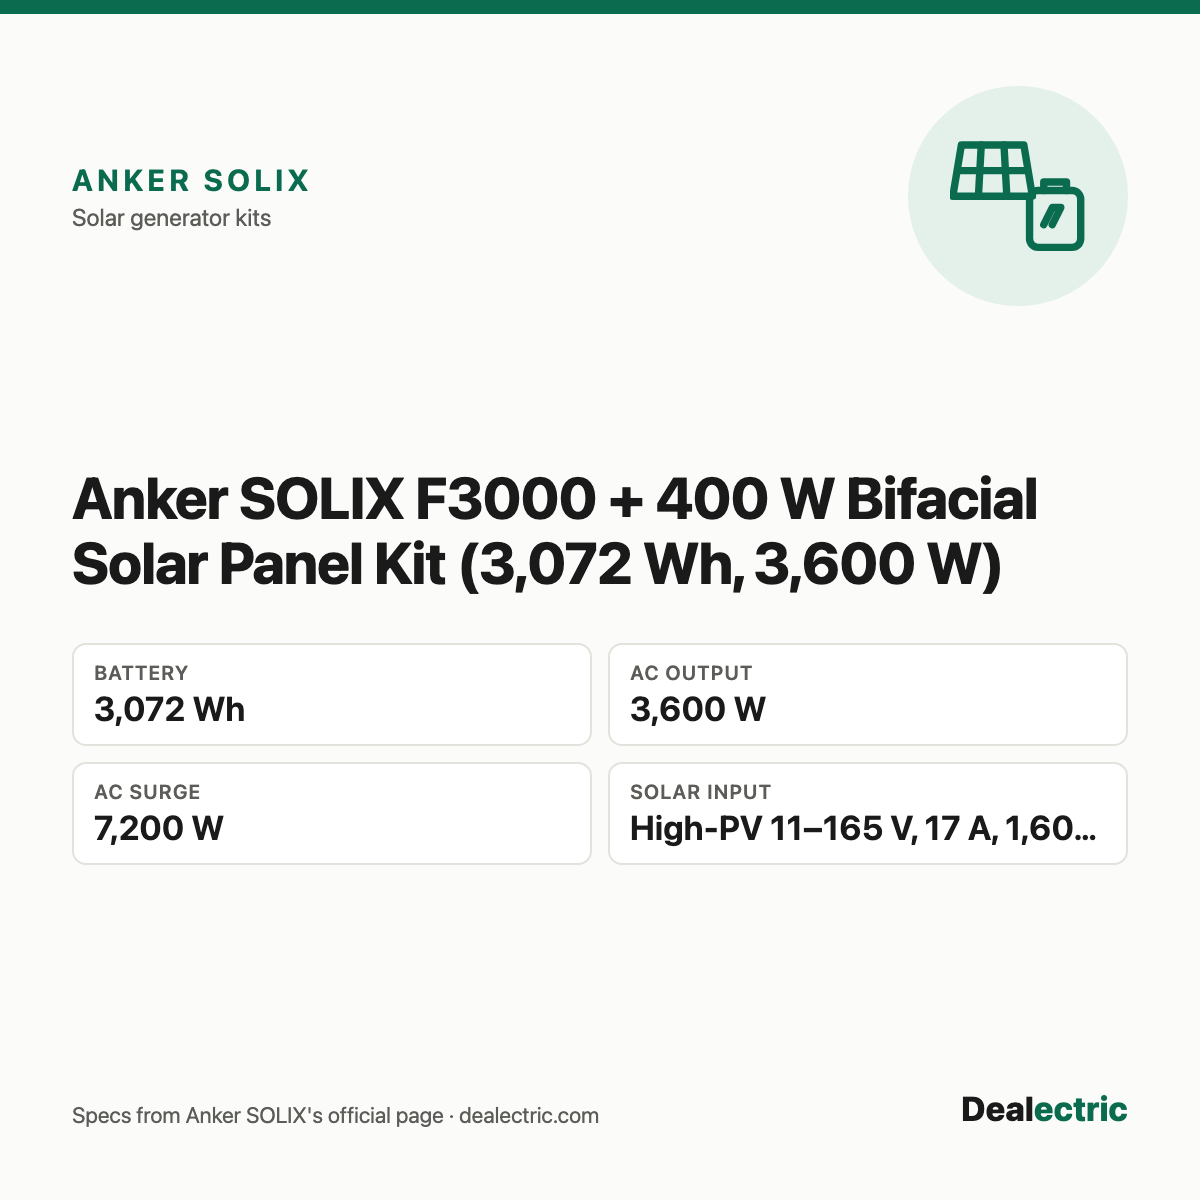 ANKER SOLIX
Solar generator kits
Anker SOLIX F3000 + 400 W Bifacial
Solar Panel Kit (3,072 Wh, 3,600 W)
BATTERY
3,072 Wh
AC OUTPUT
3,600 W
AC SURGE
7,200 W
SOLAR INPUT
High-PV 11–165 V, 17 A, 1,60…
Specs from Anker SOLIX's official page · dealectric.com
Dealectric